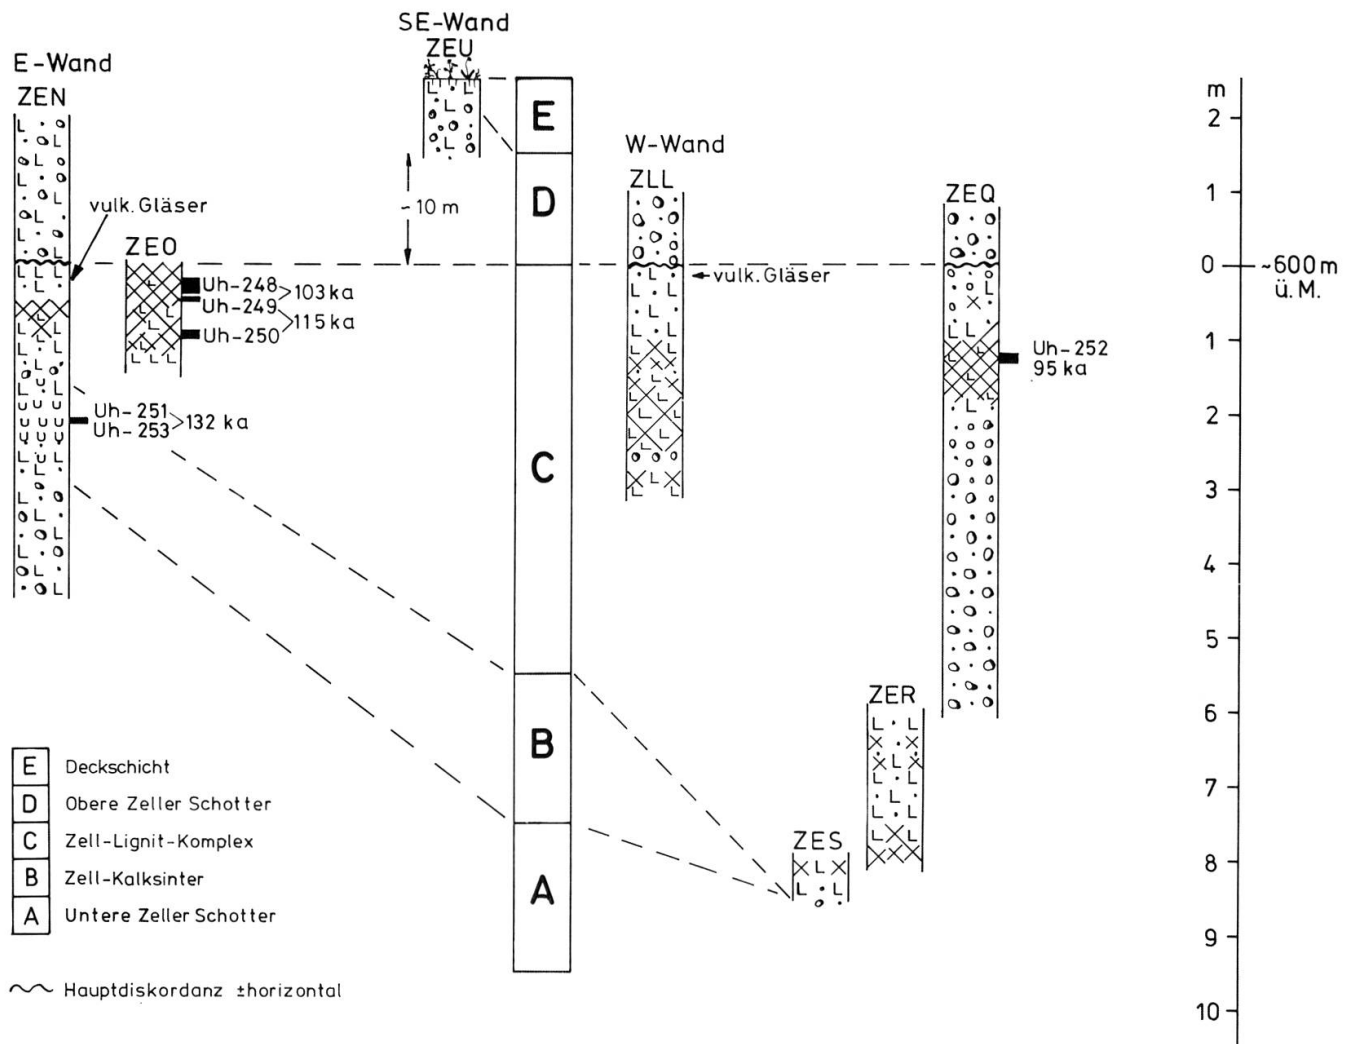 SE-Wand
ZEU
E-Wand
ZEN
vulk. Gläser
ZEO
Uh-248
Uh-249
>103 ka
>115 ka
Uh-250
Uh-251
Uh-253
>132 ka
~10 m
E
D
C
B
A
W-Wand
ZLL
vulk. Gläser
ZEQ
Uh-252
95 ka
ZER
ZES
m
2
1
0
~600 m
ü. M.
1
2
3
4
5
6
7
8
9
10
E Deckschicht
D Obere Zeller Schotter
C Zell-Lignit-Komplex
B Zell-Kalksinter
A Untere Zeller Schotter
Hauptdiskordanz ±horizontal